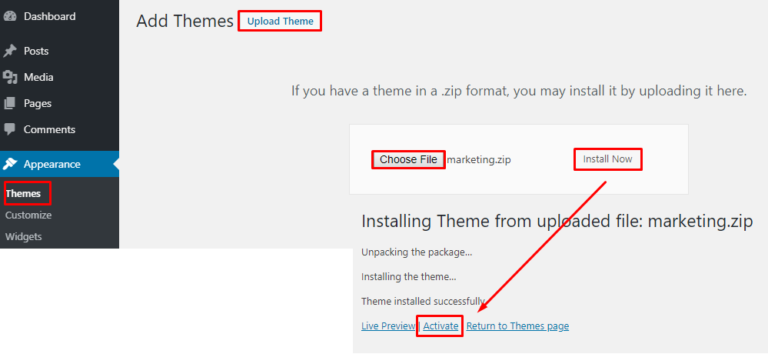 Dashboard
Posts
Media
Pages
Comments
Appearance
Themes
Customize
Widgets
Add Themes Upload Theme
If you have a theme in a .zip format, you may install it by uploading it here.
Choose File marketing.zip Install Now
Installing Theme from uploaded file: marketing.zip
Unpacking the package...
Installing the theme...
Theme installed successfully
Live Preview | Activate | Return to Themes page